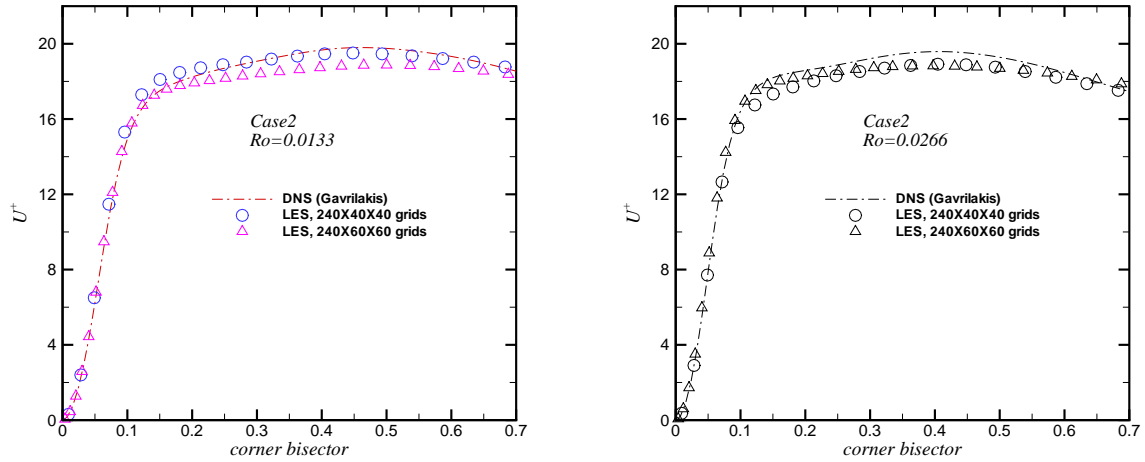 20
16
12
8
4
0
U+
Case2
Ro=0.0133
DNS (Gavrilakis)
LES, 240X40X40 grids
LES, 240X60X60 grids
0 0.1 0.2 0.3 0.4 0.5 0.6 0.7
corner bisector
20
16
12
8
4
0
U+
Case2
Ro=0.0266
DNS (Gavrilakis)
LES, 240X40X40 grids
LES, 240X60X60 grids
0 0.1 0.2 0.3 0.4 0.5 0.6 0.7
corner bisector